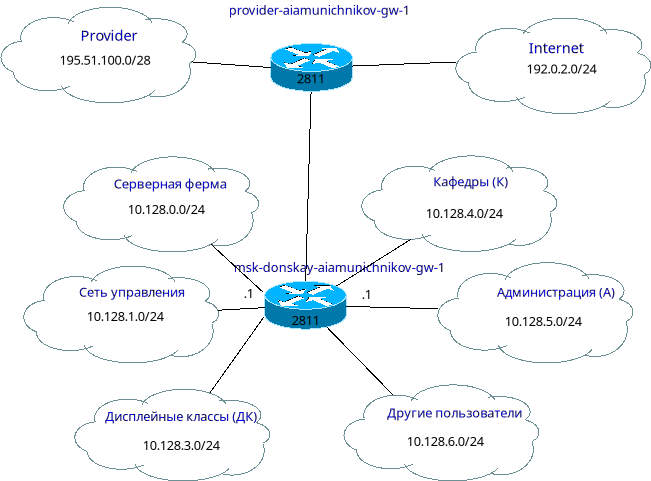 provider-aiamunichnikov-gw-1
Provider
195.51.100.0/28
2811
Internet
192.0.2.0/24
Серверная ферма
10.128.0.0/24
Кафедры (К)
10.128.4.0/24
msk-donskay-aiamunichnikov-gw-1
Сеть управления
10.128.1.0/24
.1
2811
.1
Администрация (А)
10.128.5.0/24
Дисплейные классы (ДК)
10.128.3.0/24
Другие пользователи
10.128.6.0/24